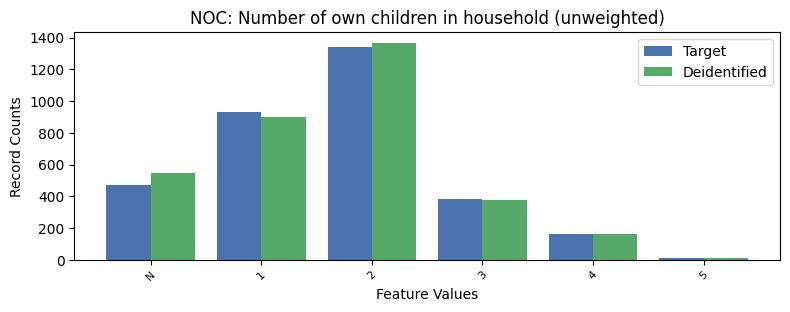 NOC: Number of own children in household (unweighted)
Target
Deidentified
Record Counts
1400
1200
1000
800
600
400
200
0
N
1
2
3
4
5
Feature Values